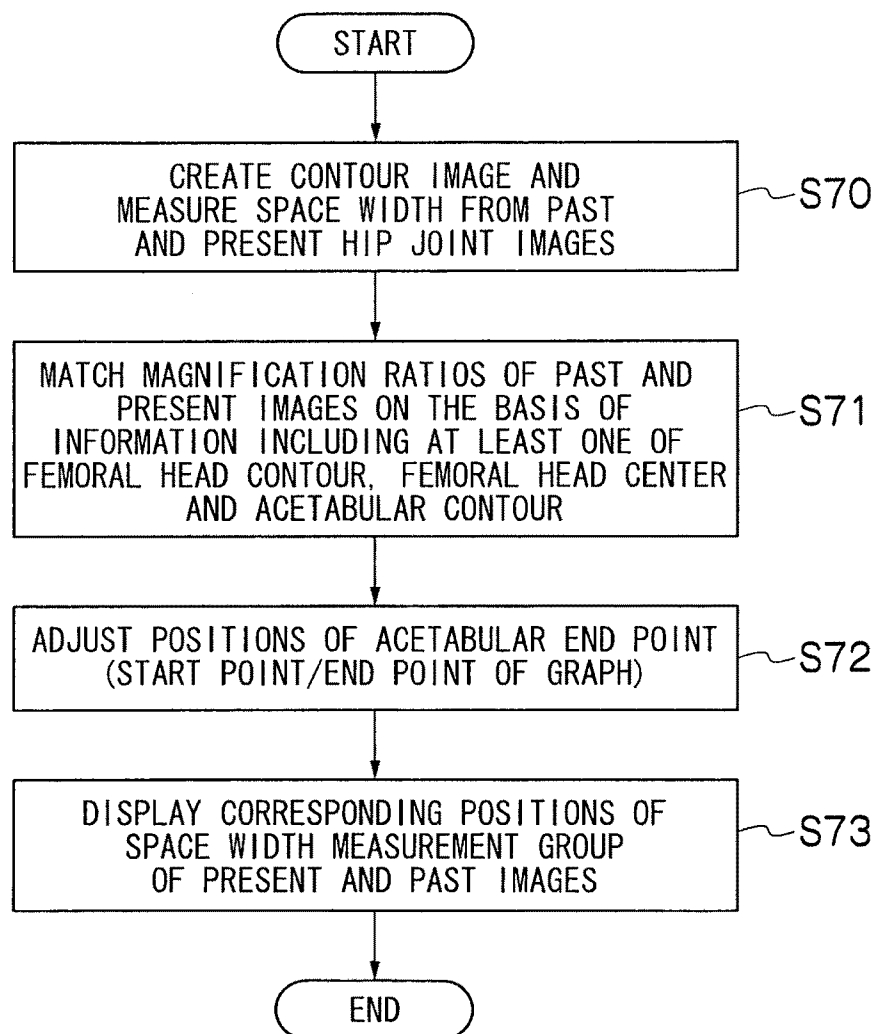 START
CREATE CONTOUR IMAGE AND
MEASURE SPACE WIDTH FROM PAST
AND PRESENT HIP JOINT IMAGES
S70
MATCH MAGNIFICATION RATIOS OF PAST AND
PRESENT IMAGES ON THE BASIS OF
INFORMATION INCLUDING AT LEAST ONE OF
FEMORAL HEAD CONTOUR, FEMORAL HEAD CENTER
AND ACETABULAR CONTOUR
S71
ADJUST POSITIONS OF ACETABULAR END POINT
(START POINT/END POINT OF GRAPH)
S72
DISPLAY CORRESPONDING POSITIONS OF
SPACE WIDTH MEASUREMENT GROUP
OF PRESENT AND PAST IMAGES
S73
END